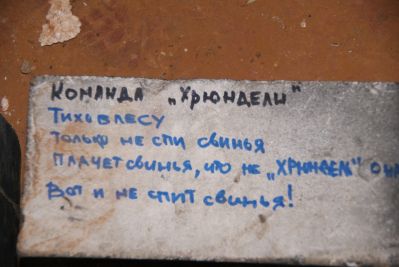 Команда „Хрюндели"
Тихо в лесу
Только не спи свинья
Плачет свинья, что не „Хрюндель" она
Вот и не спит свинья!